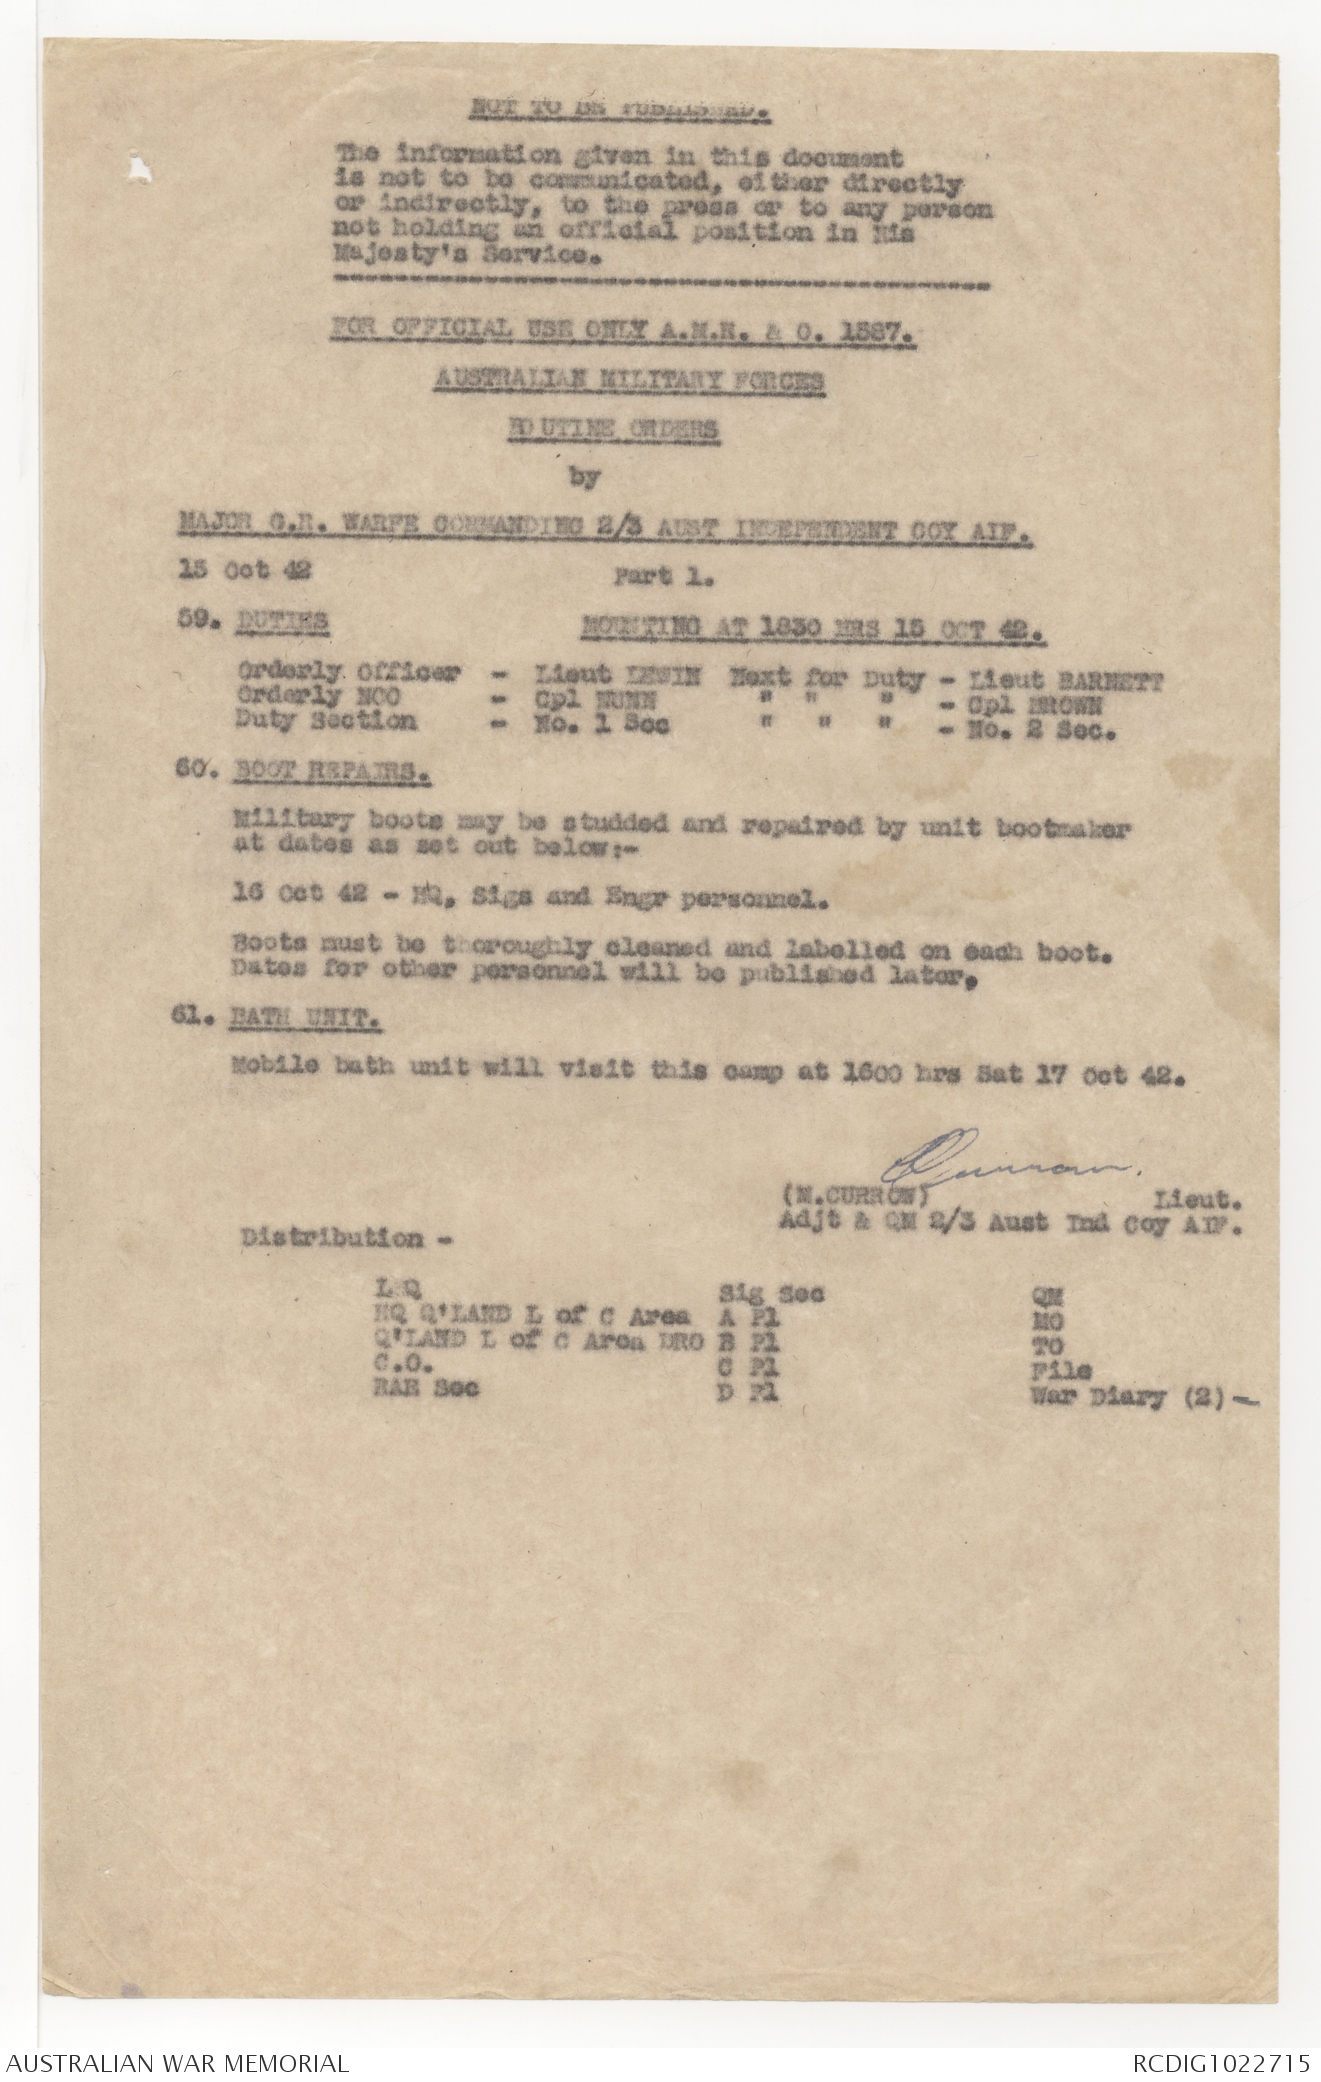 NOT TO BE PUBLISHED.
The information given in this document
is not to be communicated, either directly
or indirectly, to the press or to any person
not holding an official position in His
Majesty's Service.
FOR OFFICIAL USE ONLY A.M.R. & O. 1587.
AUSTRALIAN MILITARY FORCES
ROUTINE ORDERS
by
MAJOR G.R. WARFE COMMANDING 2/3 AUST INDEPENDENT COY AIF.
15 Oct 42 Part 1.
59. DUTIES MOUNTING AT 1830 HRS 15 OCT 42.
Orderly Officer - Lieut LEWIN Next for Duty - Lieut BARNETT
Orderly NCO - Cpl NUNN " " " - Cpl BROWN
Duty Section - No. 1 Sec " " " - No. 2 Sec.
60. BOOT REPAIRS.
Military boots may be studded and repaired by unit bootmaker
at dates as set out below:-
16 Oct 42 - HQ, Sigs and Engr personnel.
Boots must be thoroughly cleaned and labelled on each boot.
Dates for other personnel will be published later.
61. BATH UNIT.
Mobile bath unit will visit this camp at 1600 hrs Sat 17 Oct 42.
Currow.
(M.CURROW) Lieut.
Adjt & QM 2/3 Aust Ind Coy AIF.
Distribution -
LHQ Sig Sec QM
HQ Q'LAND L of C Area A Pl MO
Q'LAND L of C Area DRO B Pl TO
C.O. C Pl File
RAE Sec D Pl War Diary (2) -
AUSTRALIAN WAR MEMORIAL RCDIG1022715